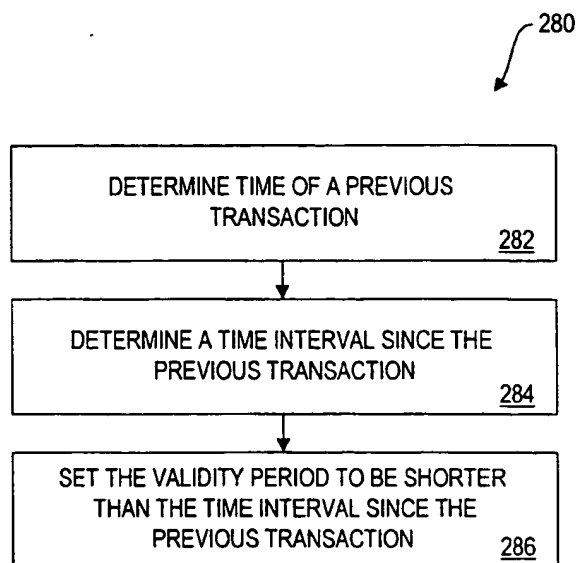 280
DETERMINE TIME OF A PREVIOUS
TRANSACTION
282
DETERMINE A TIME INTERVAL SINCE THE
PREVIOUS TRANSACTION
284
SET THE VALIDITY PERIOD TO BE SHORTER
THAN THE TIME INTERVAL SINCE THE
PREVIOUS TRANSACTION
286